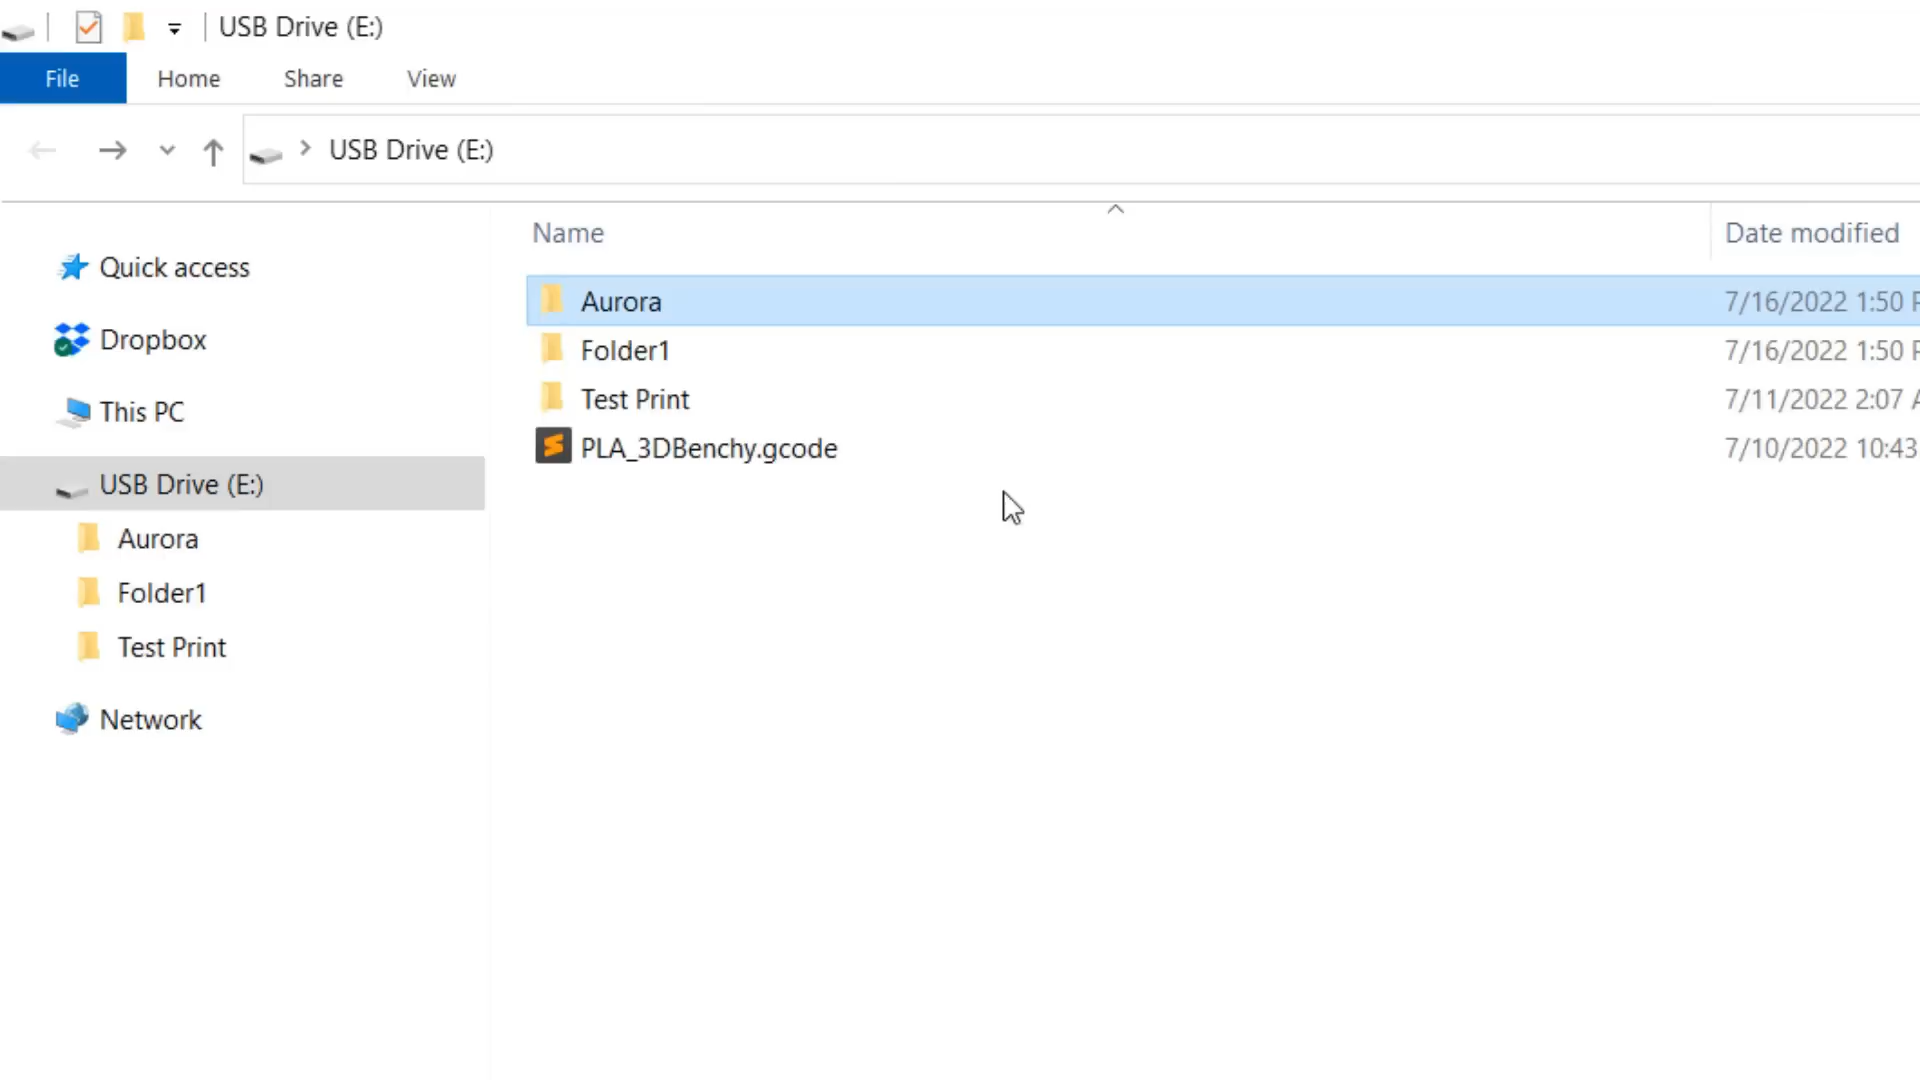 USB Drive (E:)
File Home Share View
USB Drive (E:)
Name Date modified
Quick access
Dropbox
This PC
USB Drive (E:)
Aurora
Folder1
Test Print
Network
Aurora 7/16/2022 1:50 P
Folder1 7/16/2022 1:50 P
Test Print 7/11/2022 2:07 A
PLA_3DBenchy.gcode 7/10/2022 10:43